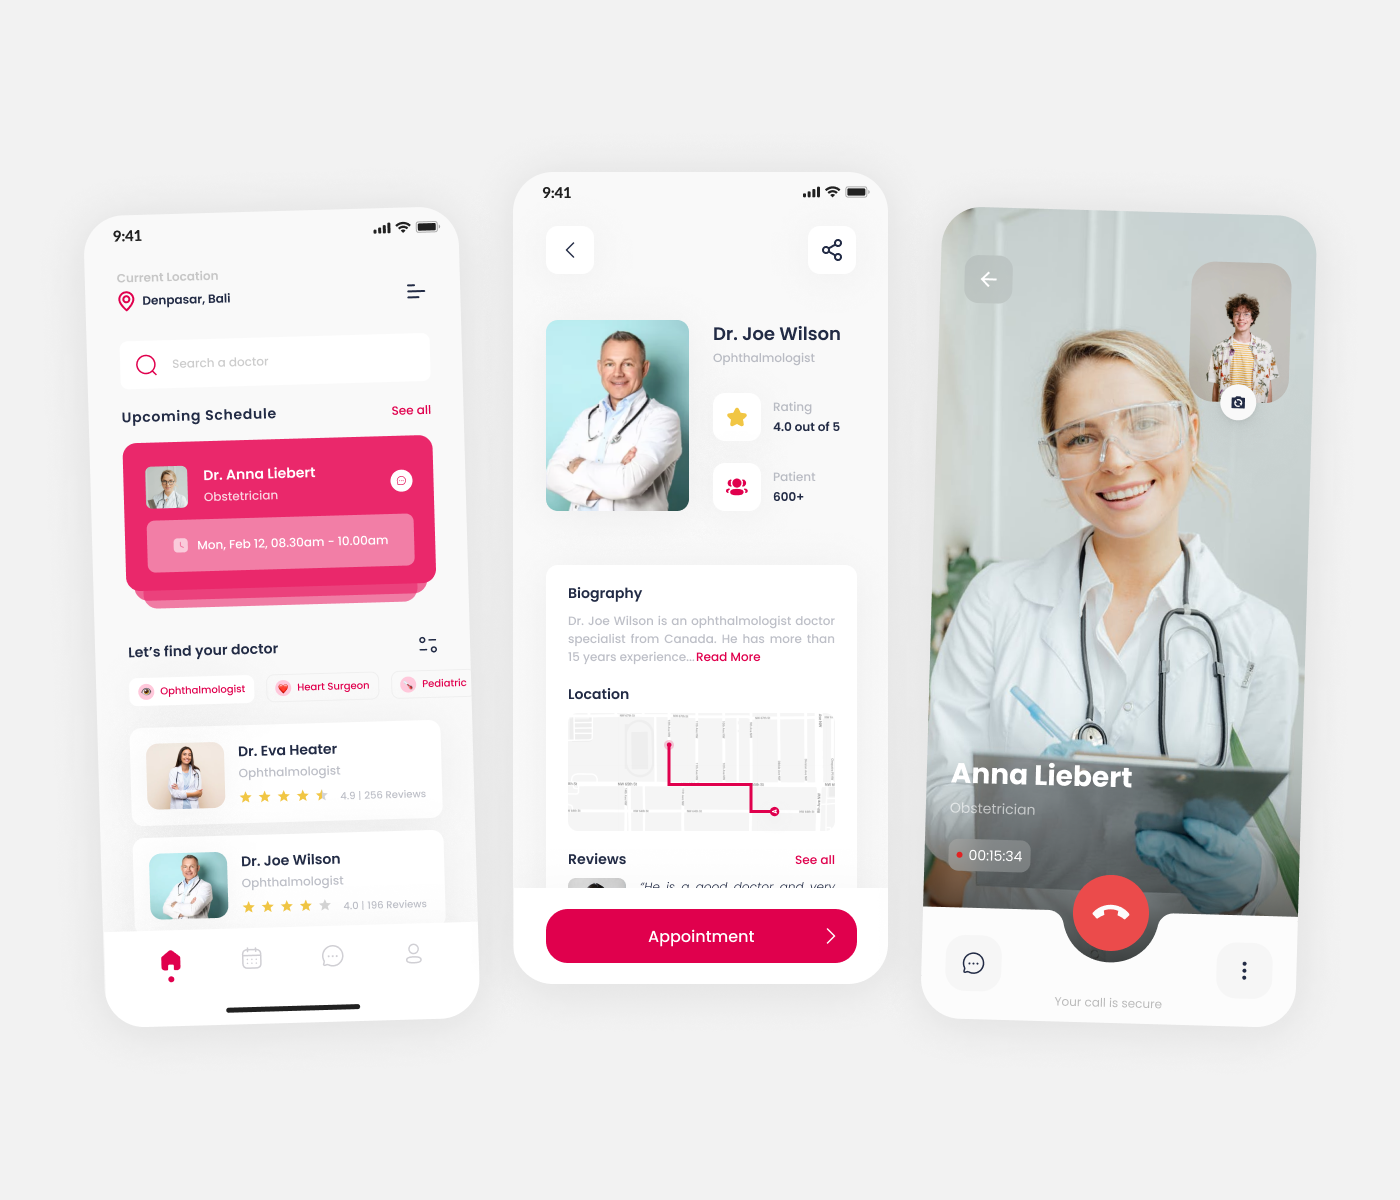 9:41
Current Location
Denpasar, Bali
Search a doctor
Upcoming Schedule
See all
Dr. Anna Liebert
Obstetrician
Mon, Feb 12, 08.30am - 10.00am
Let's find your doctor
Ophthalmologist
Heart Surgeon
Pediatric
Dr. Eva Heater
Ophthalmologist
4.9 | 256 Reviews
Dr. Joe Wilson
Ophthalmologist
4.0 | 196 Reviews
9:41
Dr. Joe Wilson
Ophthalmologist
Rating
4.0 out of 5
Patient
600+
Biography
Dr. Joe Wilson is an ophthalmologist doctor
specialist from Canada. He has more than
15 years experience...Read More
Location
Reviews
See all
"He is a good doctor and very
Appointment
Anna Liebert
Obstetrician
00:15:34
Your call is secure